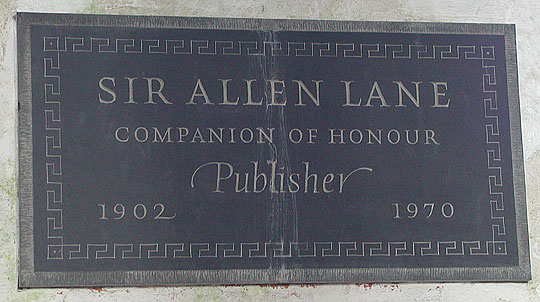 SIR ALLEN LANE
COMPANION OF HONOUR
Publisher
1902 1970